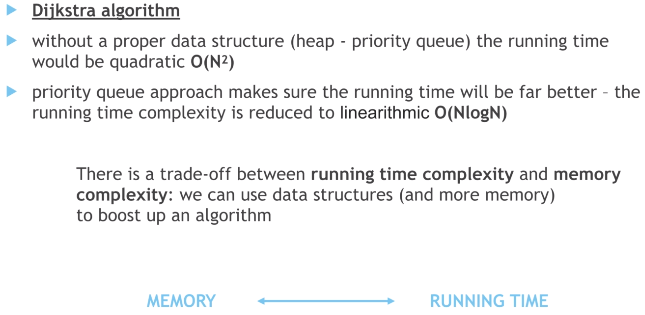 Dijkstra algorithm
without a proper data structure (heap - priority queue) the running time
would be quadratic O(N²)
priority queue approach makes sure the running time will be far better – the
running time complexity is reduced to linearithmic O(NlogN)
There is a trade-off between running time complexity and memory
complexity: we can use data structures (and more memory)
to boost up an algorithm
MEMORY RUNNING TIME